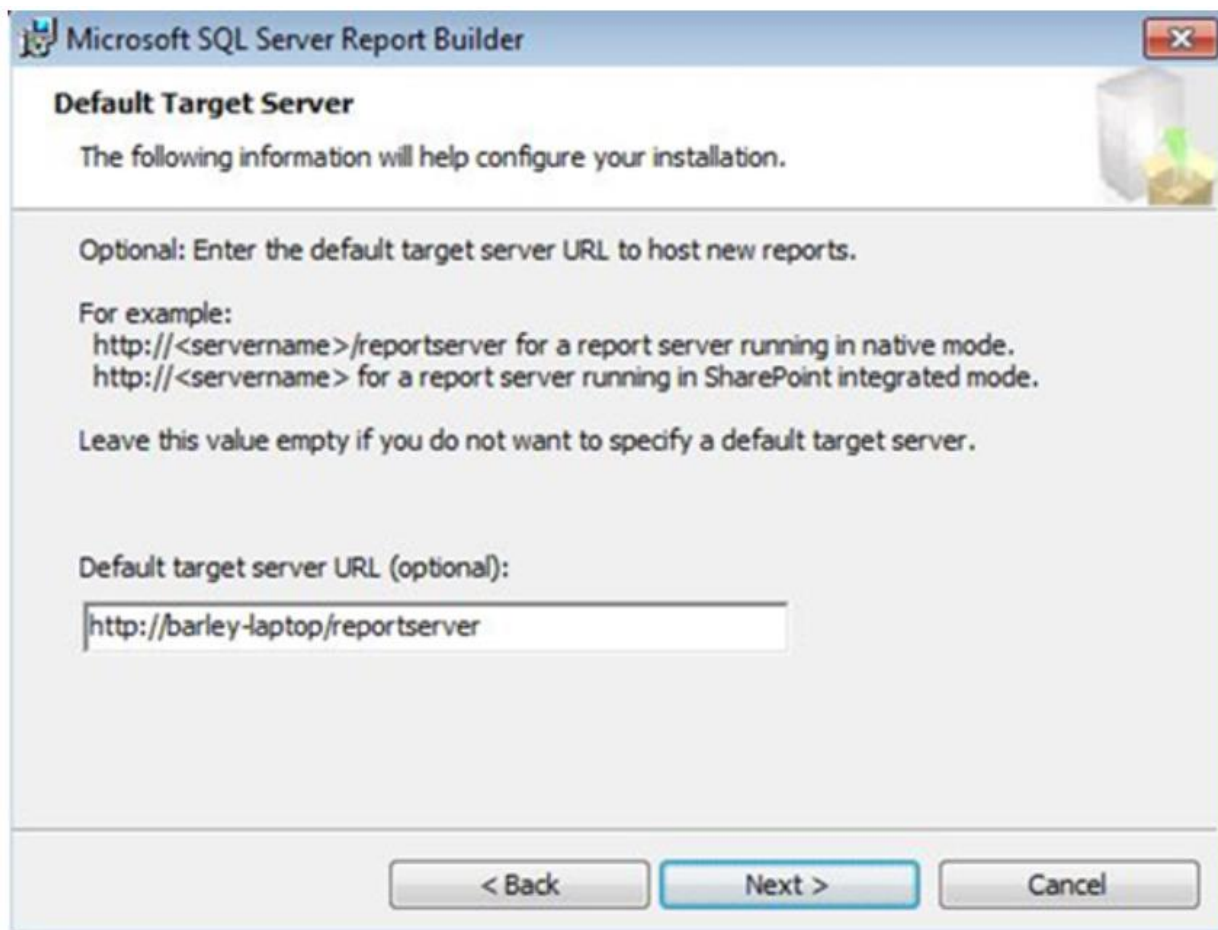 Microsoft SQL Server Report Builder
Default Target Server
The following information will help configure your installation.
Optional: Enter the default target server URL to host new reports.
For example:
http://<servername>/reportserver for a report server running in native mode.
http://<servername> for a report server running in SharePoint integrated mode.
Leave this value empty if you do not want to specify a default target server.
Default target server URL (optional):
http://barley-laptop/reportserver
< Back Next > Cancel